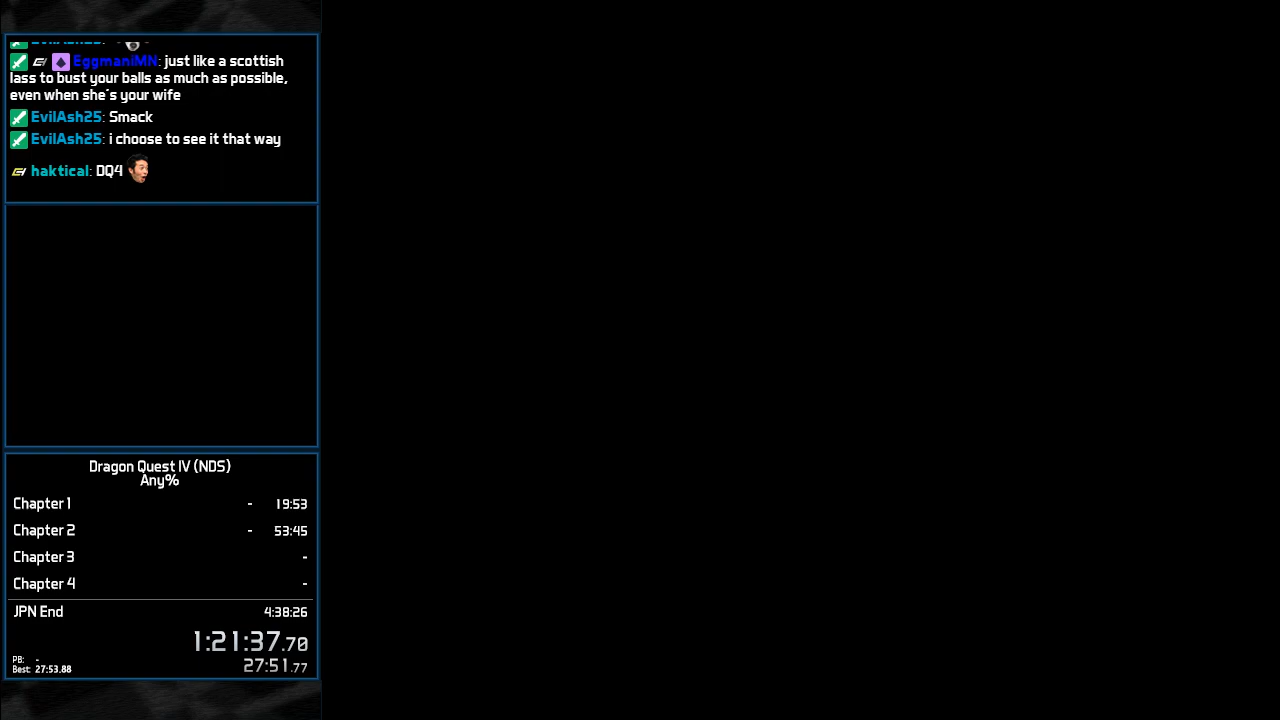 EggmaniMN: just like a scottish
lass to bust your balls as much as possible,
even when she's your wife
EvilAsh25: Smack
EvilAsh25: i choose to see it that way
haktical: DQ4
Dragon Quest IV (NDS)
Any%
Chapter 1 - 19:53
Chapter 2 - 53:45
Chapter 3 -
Chapter 4 -
JPN End 4:38:26
1:21:37.70
PB: -
27:51.77
Best: 27:53.88